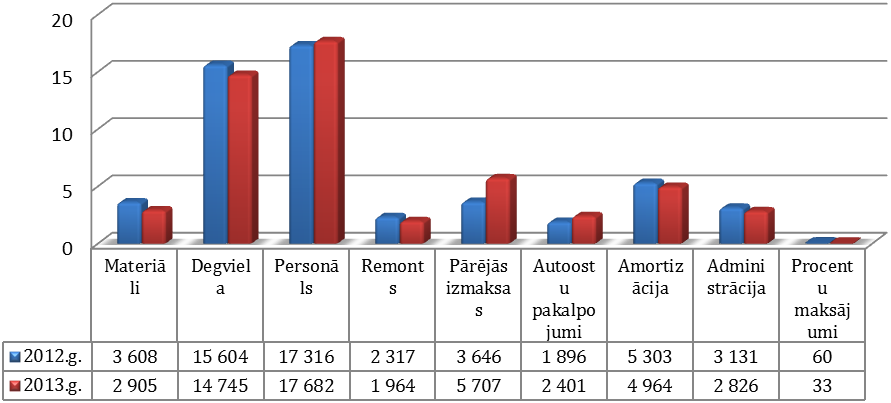 20
15
10
5
0
Materiā Degviel Personā Remont Pārējās Autoost Amortiz Admini Procent
li a ls s izmaksa u ācija strācija u
s pakalpo maksāj
jumi umi
2012.g. 3 608 15 604 17 316 2 317 3 646 1 896 5 303 3 131 60
2013.g. 2 905 14 745 17 682 1 964 5 707 2 401 4 964 2 826 33